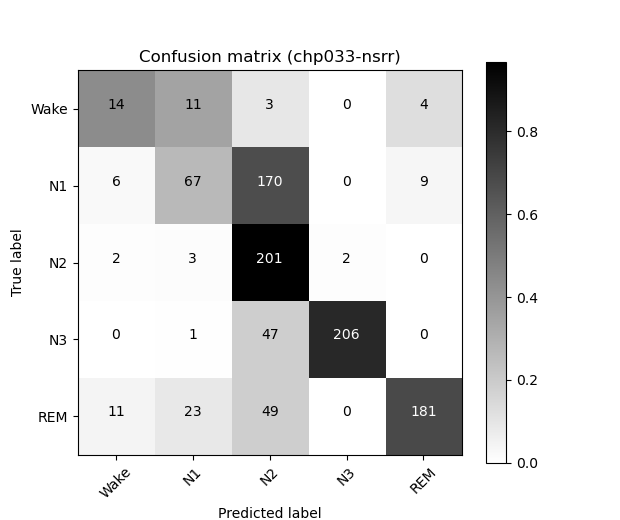 Confusion matrix (chp033-nsrr)
Wake 14 11 3 0 4
N1 6 67 170 0 9
N2 2 3 201 2 0
N3 0 1 47 206 0
REM 11 23 49 0 181
Wake N1 N2 N3 REM
True label
Predicted label
0.8
0.6
0.4
0.2
0.0